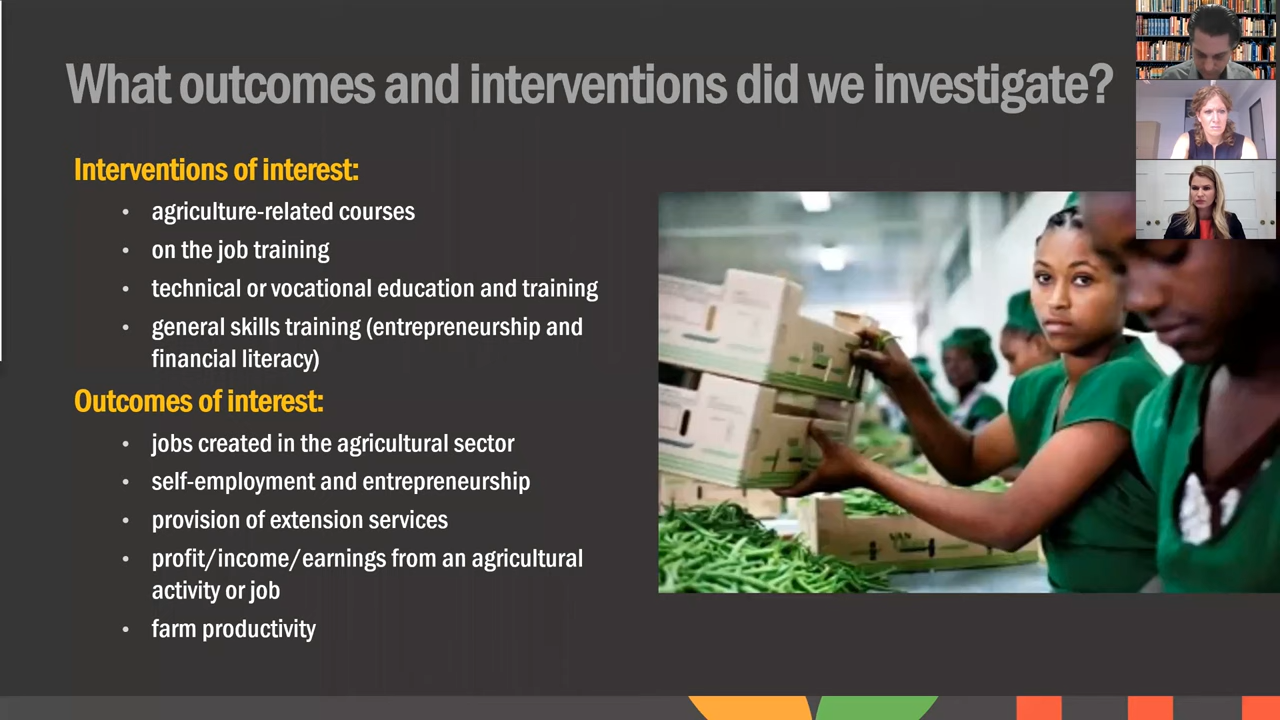 What outcomes and interventions did we investigate?
Interventions of interest:
• agriculture-related courses
• on the job training
• technical or vocational education and training
• general skills training (entrepreneurship and
financial literacy)
Outcomes of interest:
• jobs created in the agricultural sector
• self-employment and entrepreneurship
• provision of extension services
• profit/income/earnings from an agricultural
activity or job
• farm productivity